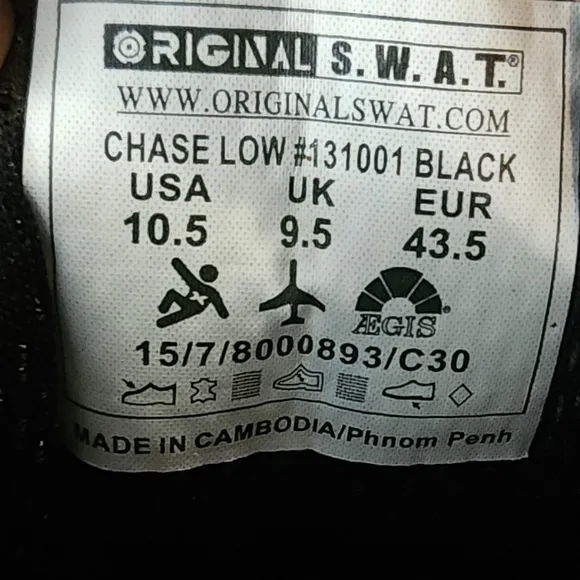 ORIGINAL S.W.A.T.®
WWW.ORIGINALSWAT.COM
CHASE LOW #131001 BLACK
USA UK EUR
10.5 9.5 43.5
ÆGIS®
15/7/8000893/C30
MADE IN CAMBODIA/Phnom Penh